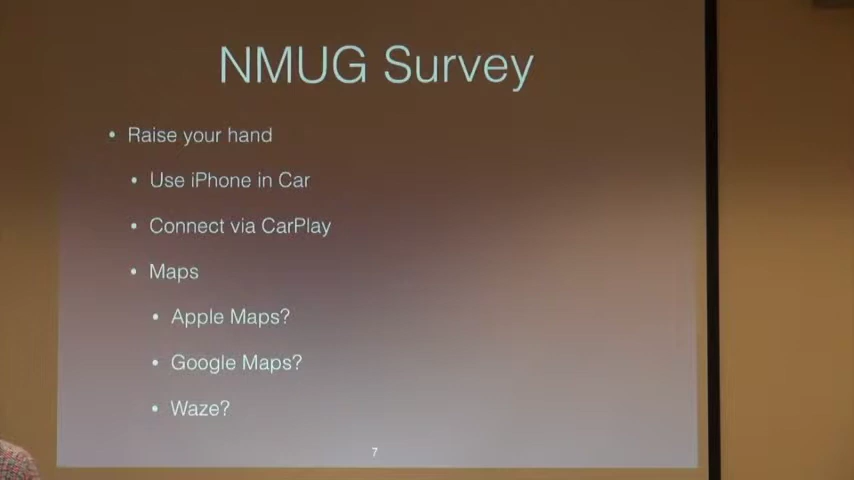 NMUG Survey
• Raise your hand
• Use iPhone in Car
• Connect via CarPlay
• Maps
• Apple Maps?
• Google Maps?
• Waze?
7